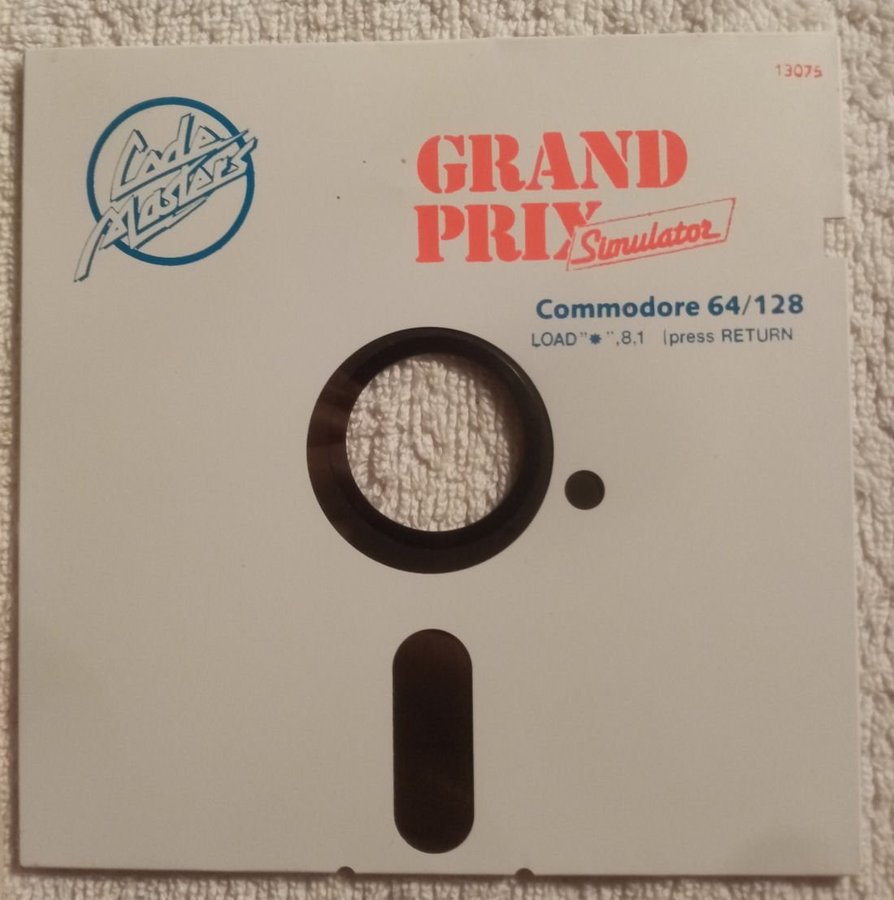 13075
Code
Masters
GRAND
PRIX Simulator
Commodore 64/128
LOAD"*",8,1 (press RETURN